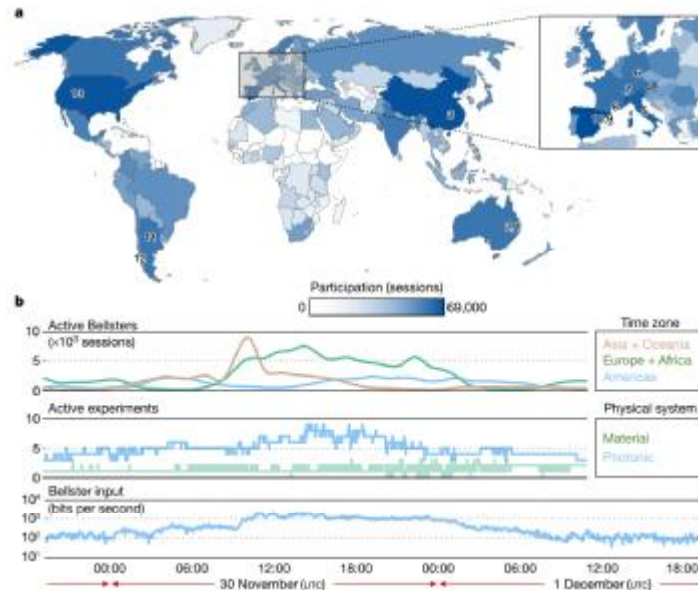 a
Participation (sessions)
0
69,000
b
Active Bellsters
(×10³ sessions)
10
5
0
Time zone
Asia + Oceania
Europe + Africa
Americas
Active experiments
10
5
0
Physical system
Material
Photonic
Bellster input
(bits per second)
10⁴
10³
10²
10¹
00:00 06:00 12:00 18:00 00:00 06:00 12:00 18:00
30 November (UTC) 1 December (UTC)